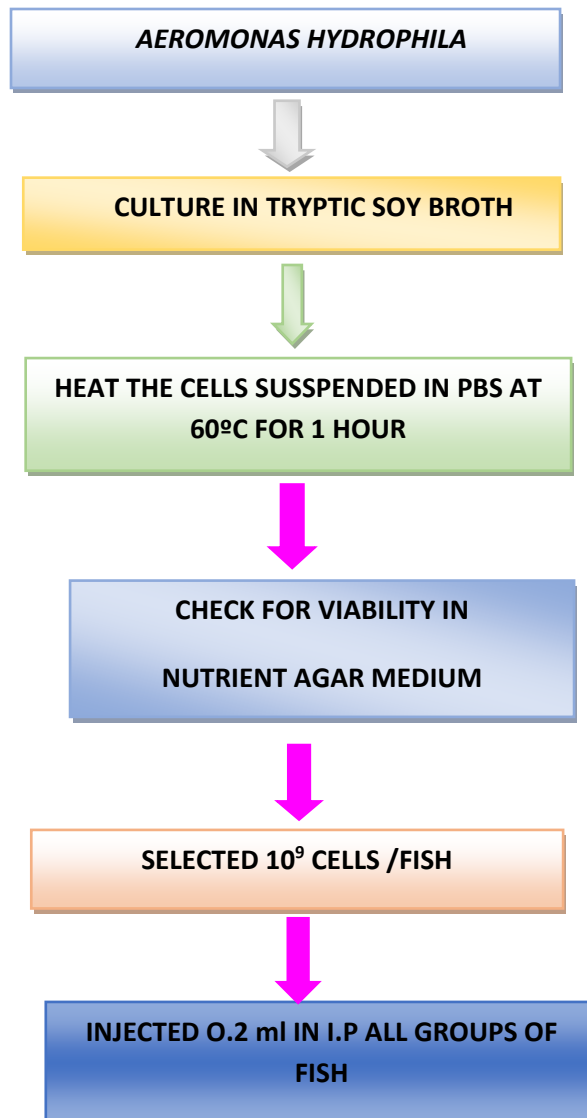 AEROMONAS HYDROPHILA
CULTURE IN TRYPTIC SOY BROTH
HEAT THE CELLS SUSSPENDED IN PBS AT
60ºC FOR 1 HOUR
CHECK FOR VIABILITY IN
NUTRIENT AGAR MEDIUM
SELECTED 10⁹ CELLS /FISH
INJECTED O.2 ml IN I.P ALL GROUPS OF
FISH